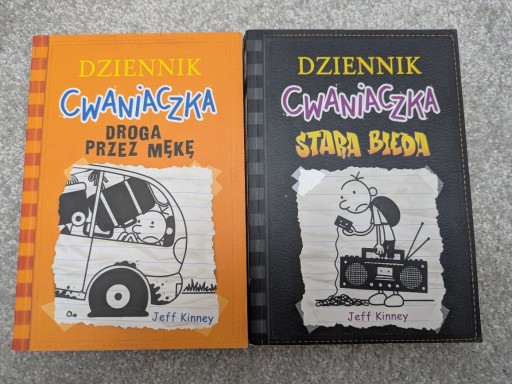 DZIENNIK
CWANIACZKA
DROGA
PRZEZ MĘKĘ
Jeff Kinney
DZIENNIK
CWANIACZKA
STARA BIEDA
Jeff Kinney